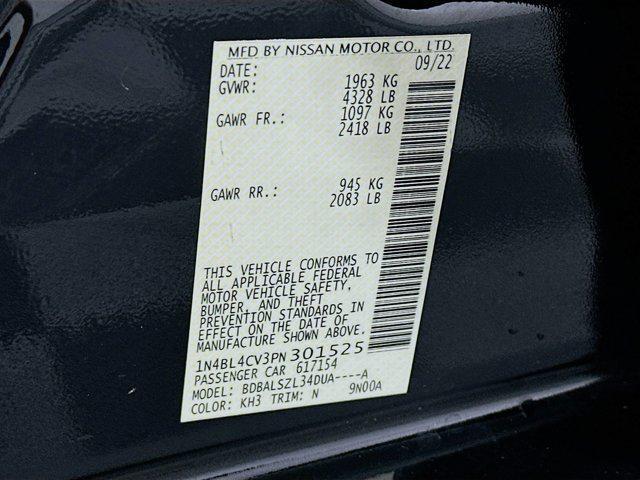 MFD BY NISSAN MOTOR CO., LTD.
DATE: 09/22
GVWR: 1963 KG
4328 LB
GAWR FR.: 1097 KG
2418 LB
GAWR RR.: 945 KG
2083 LB
THIS VEHICLE CONFORMS TO
ALL APPLICABLE FEDERAL
MOTOR VEHICLE SAFETY,
BUMPER, AND THEFT
PREVENTION STANDARDS IN
EFFECT ON THE DATE OF
MANUFACTURE SHOWN ABOVE.
1N4BL4CV3PN301525
PASSENGER CAR 617154
MODEL: BDBALSZL34DUA----A
COLOR: KH3 TRIM: N 9N00A